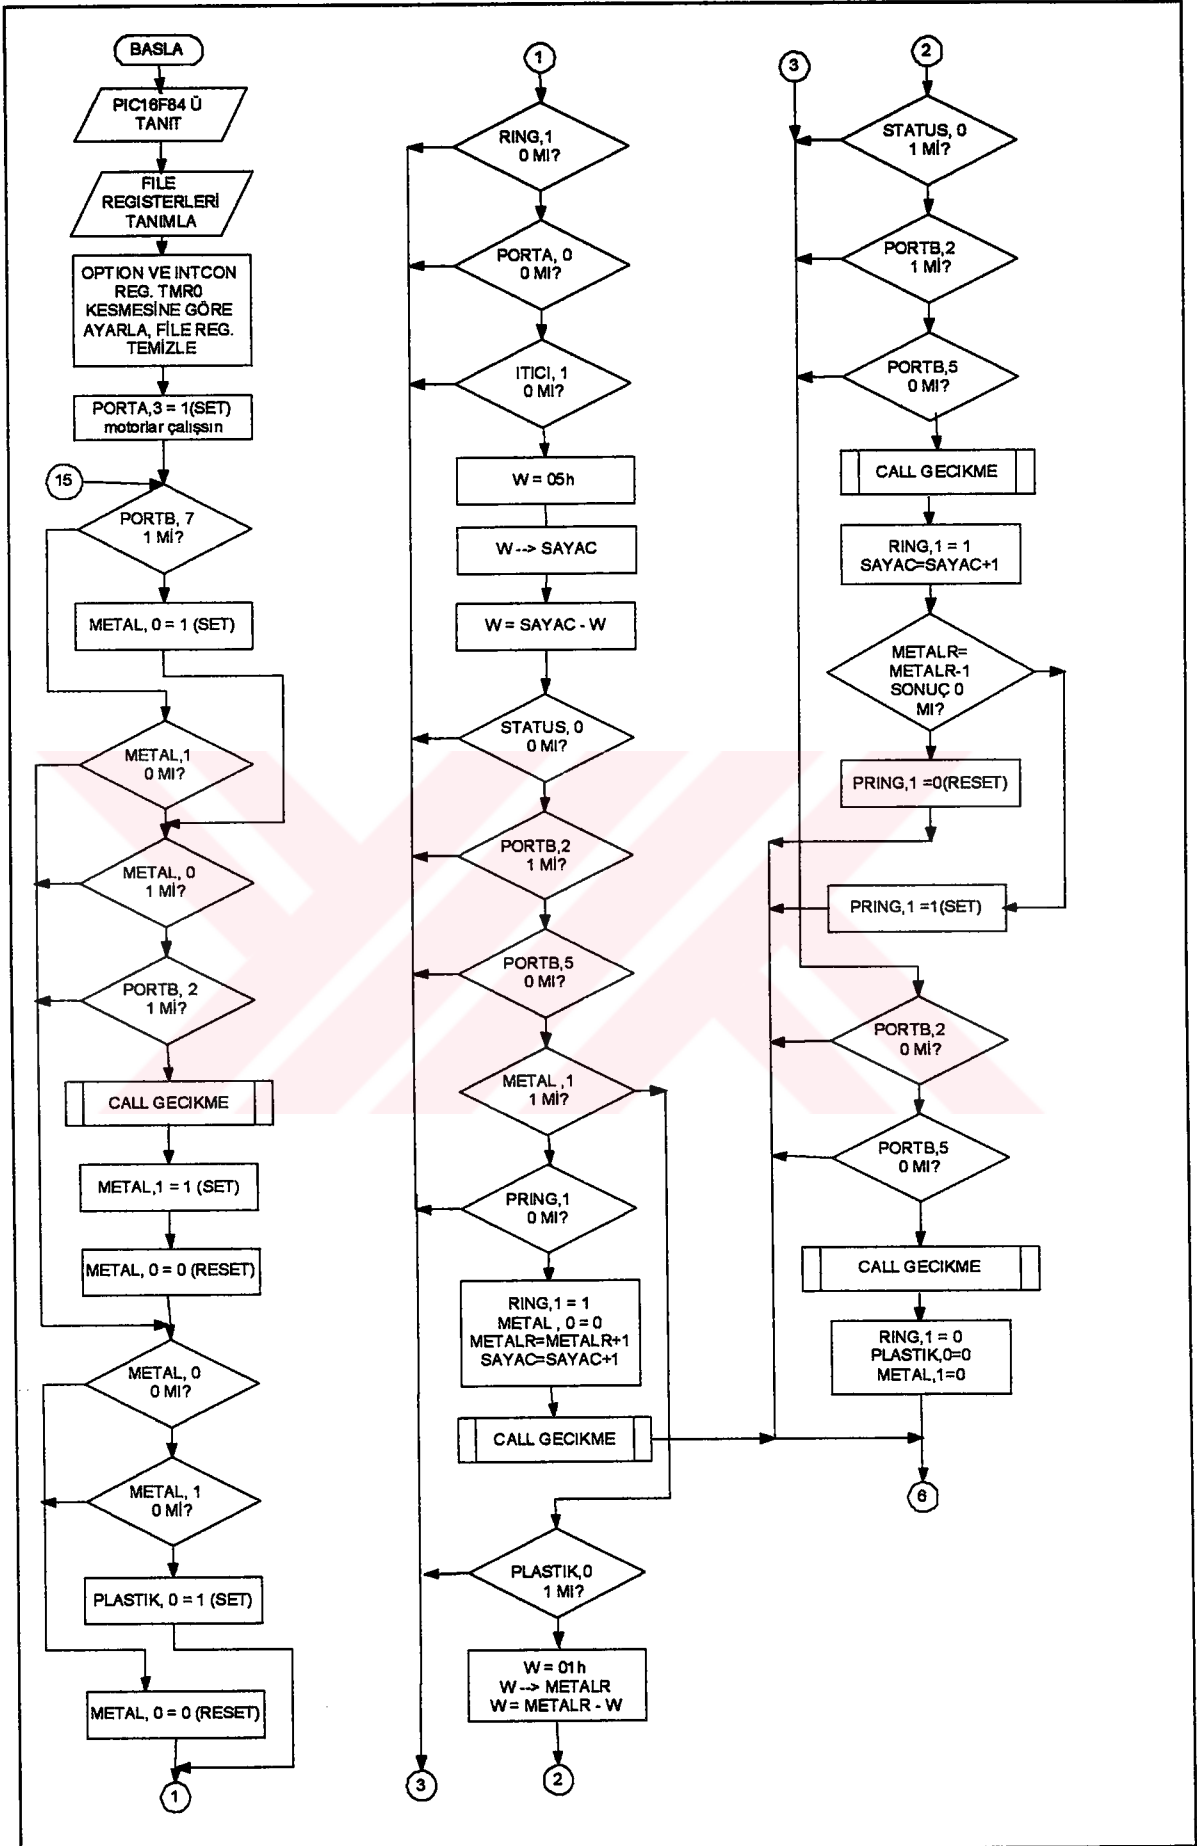 BASLA
PIC16F84 Ü
TANIT
FILE
REGISTERLERİ
TANIMLA
OPTION VE INTCON
REG. TMR0
KESMESİNE GÖRE
AYARLA, FİLE REG.
TEMİZLE
PORTA,3 = 1(SET)
motorlar çalışsın
15
PORTB, 7
1 Mİ?
METAL, 0 = 1 (SET)
METAL,1
0 MI?
METAL, 0
1 Mİ?
PORTB, 2
1 Mİ?
CALL GECIKME
METAL,1 = 1 (SET)
METAL, 0 = 0 (RESET)
METAL, 0
0 MI?
METAL, 1
0 Mİ?
PLASTIK, 0 = 1 (SET)
METAL, 0 = 0 (RESET)
1
1
RING,1
0 MI?
PORTA, 0
0 MI?
ITICI, 1
0 MI?
W = 05h
W --> SAYAC
W = SAYAC - W
STATUS, 0
0 MI?
PORTB,2
1 Mİ?
PORTB,5
0 MI?
METAL ,1
1 Mİ?
PRING,1
0 MI?
RING,1 = 1
METAL , 0 = 0
METALR=METALR+1
SAYAC=SAYAC+1
CALL GECIKME
PLASTIK,0
1 MI?
W = 01h
W --> METALR
W = METALR - W
3
2
3
2
STATUS, 0
1 Mİ?
PORTB,2
1 Mİ?
PORTB,5
0 MI?
CALL GECIKME
RING,1 = 1
SAYAC=SAYAC+1
METALR=
METALR-1
SONUÇ 0
MI?
PRING,1 =0(RESET)
PRING,1 =1(SET)
PORTB,2
0 Mİ?
PORTB,5
0 MI?
CALL GECIKME
RING,1 = 0
PLASTIK,0=0
METAL,1=0
6